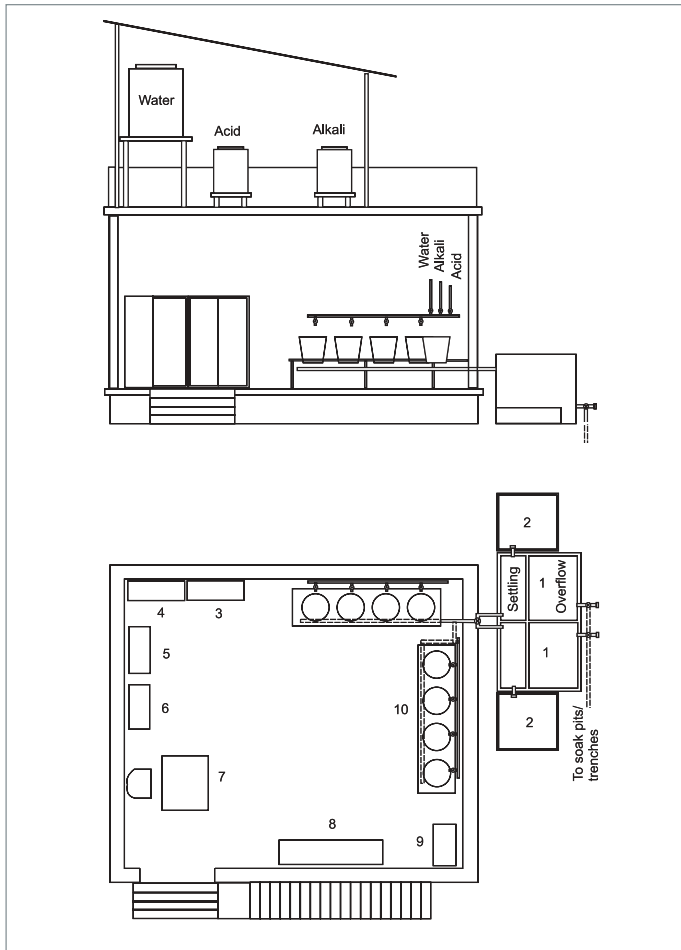 Water
Acid
Alkali
Water
Alkali
Acid
2
Settling
1
Overflow
4
3
5
1
6
10
2
7
To soak pits/
trenches
8
9